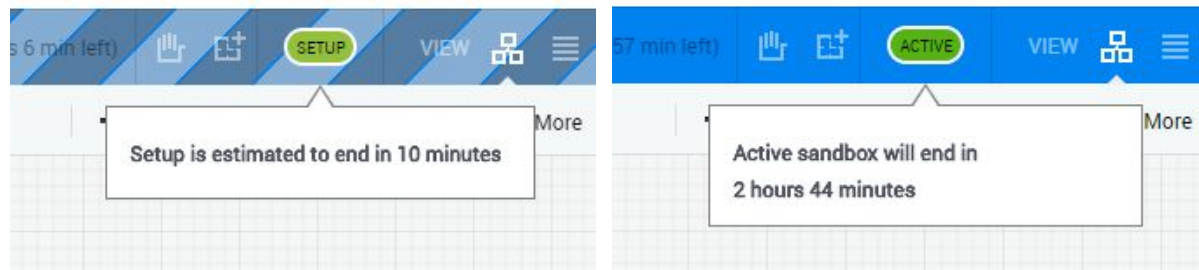 s 6 min left)
SETUP
VIEW
More
Setup is estimated to end in 10 minutes
57 min left)
ACTIVE
VIEW
More
Active sandbox will end in
2 hours 44 minutes